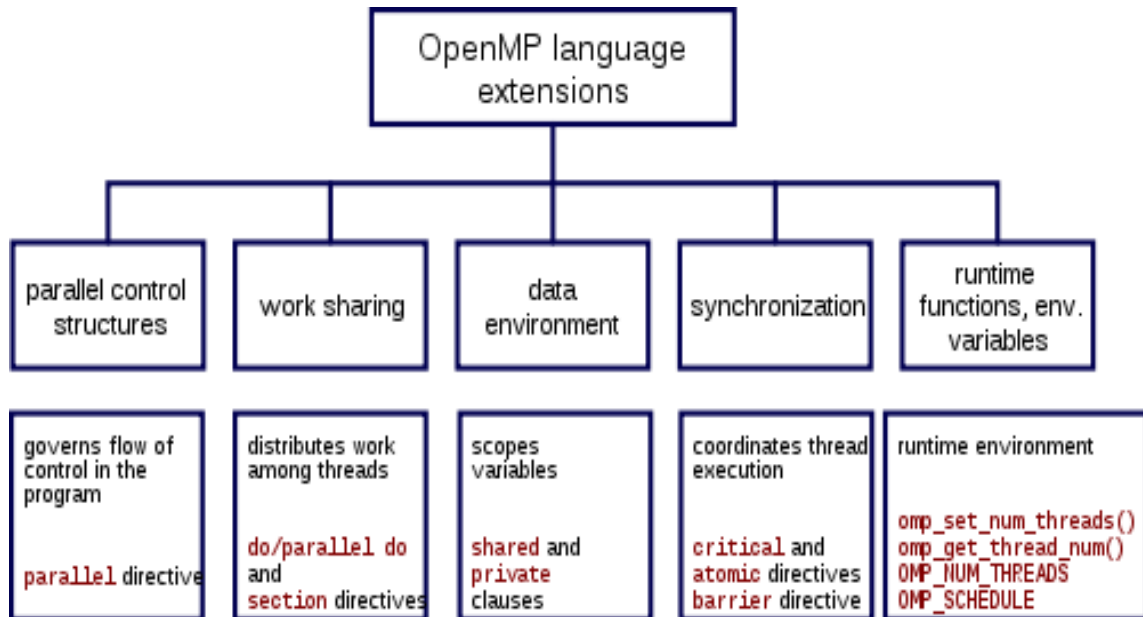 OpenMP language
extensions
parallel control
structures
work sharing
data
environment
synchronization
runtime
functions, env.
variables
governs flow of
control in the
program
parallel directive
distributes work
among threads
do/parallel do
and
section directives
scopes
variables
shared and
private
clauses
coordinates thread
execution
critical and
atomic directives
barrier directive
runtime environment
omp_set_num_threads()
omp_get_thread_num()
OMP_NUM_THREADS
OMP_SCHEDULE